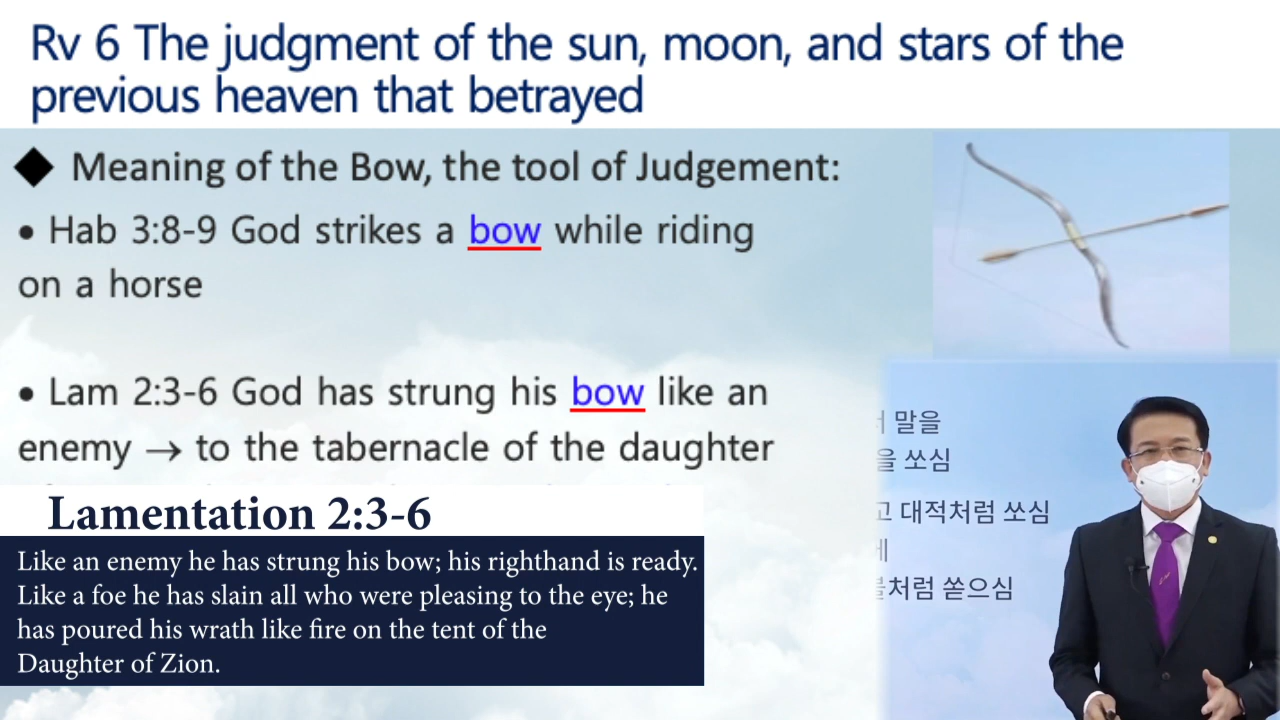 Rv 6 The judgment of the sun, moon, and stars of the
previous heaven that betrayed
◆ Meaning of the Bow, the tool of Judgement:
• Hab 3:8-9 God strikes a bow while riding
on a horse
• Lam 2:3-6 God has strung his bow like an
enemy → to the tabernacle of the daughter
Lamentation 2:3-6
Like an enemy he has strung his bow; his righthand is ready.
Like a foe he has slain all who were pleasing to the eye; he
has poured his wrath like fire on the tent of the
Daughter of Zion.
말을
쏘심
고 대적처럼 쏘심
에
불처럼 쏟으심